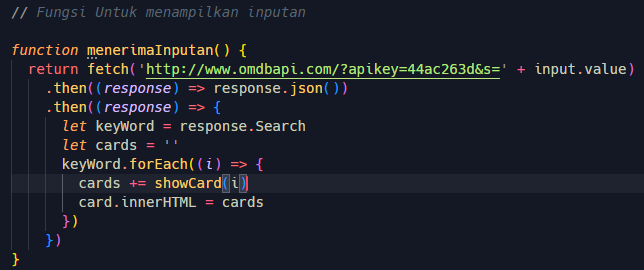 // Fungsi Untuk menampilkan inputan
function menerimaInputan() {
return fetch('http://www.omdbapi.com/?apikey=44ac263d&s=' + input.value)
.then((response) => response.json())
.then((response) => {
let keyWord = response.Search
let cards = ''
keyWord.forEach((i) => {
cards += showCard(i)
card.innerHTML = cards
})
})
}